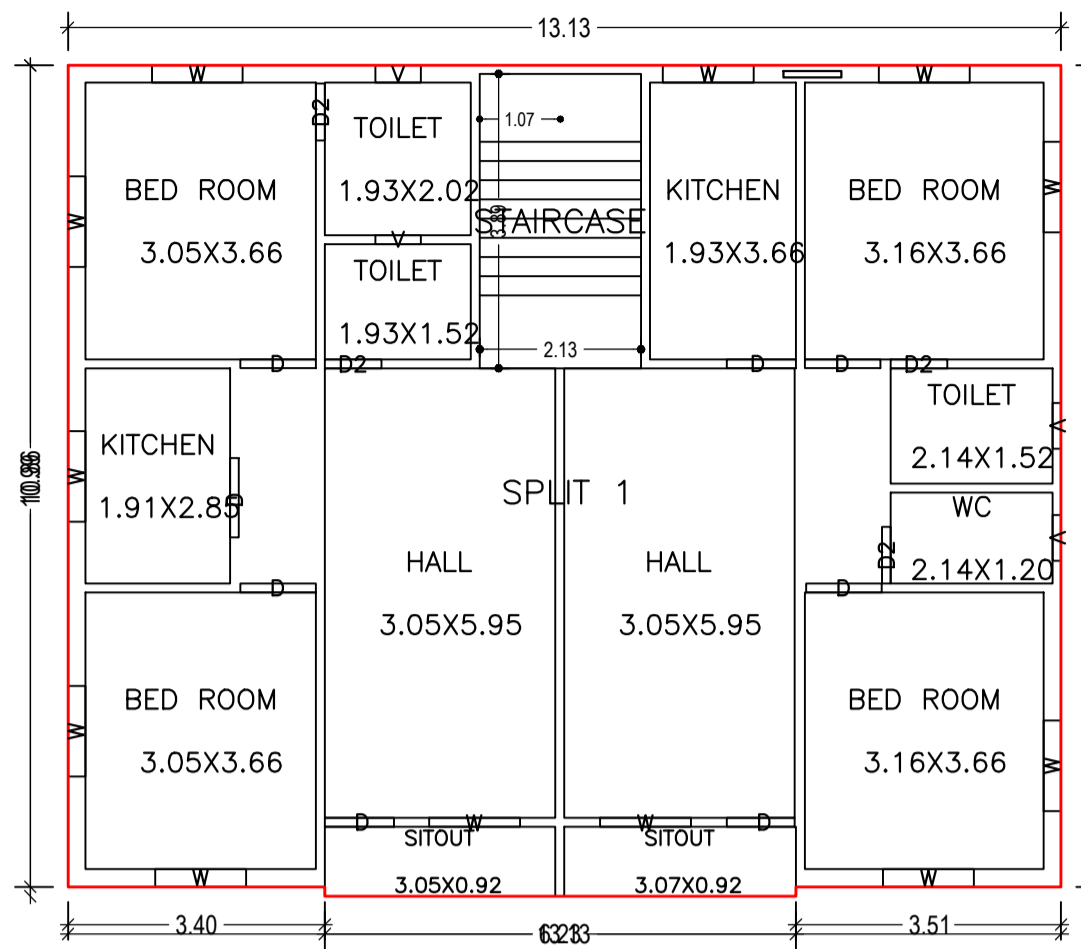 13.13
W
V
W
W
D2
TOILET
1.07
BED ROOM
1.93X2.02
KITCHEN
BED ROOM
W
W
3.89
STAIRCASE
3.05X3.66
V
1.93X3.66
3.16X3.66
TOILET
1.93X1.52
2.13
D
D2
D
D
D2
TOILET
V
KITCHEN
2.14X1.52
W
SPLIT 1
1.91X2.85
D
WC
V
D2
HALL
HALL
2.14X1.20
D
D
3.05X5.95
3.05X5.95
BED ROOM
BED ROOM
W
W
3.05X3.66
3.16X3.66
D
W
W
D
SITOUT
SITOUT
W
3.05X0.92
3.07X0.92
W
3.40
3.51